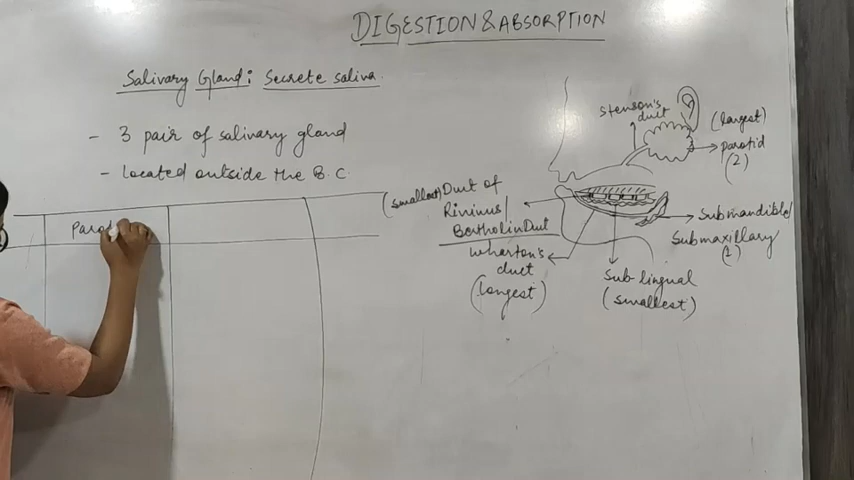 DIGESTION & ABSORPTION
Salivary Gland: Secrete saliva.
- 3 pair of salivary gland
- located outside the B.C.
Parot
Stenson's
duct
(largest)
parotid
(2)
(smallest) Duct of
Rivinus/
Bartholin Duct
Wharton's
duct
(longest)
Submandible/
Submaxillary
(2)
Sub-lingual
(smallest)